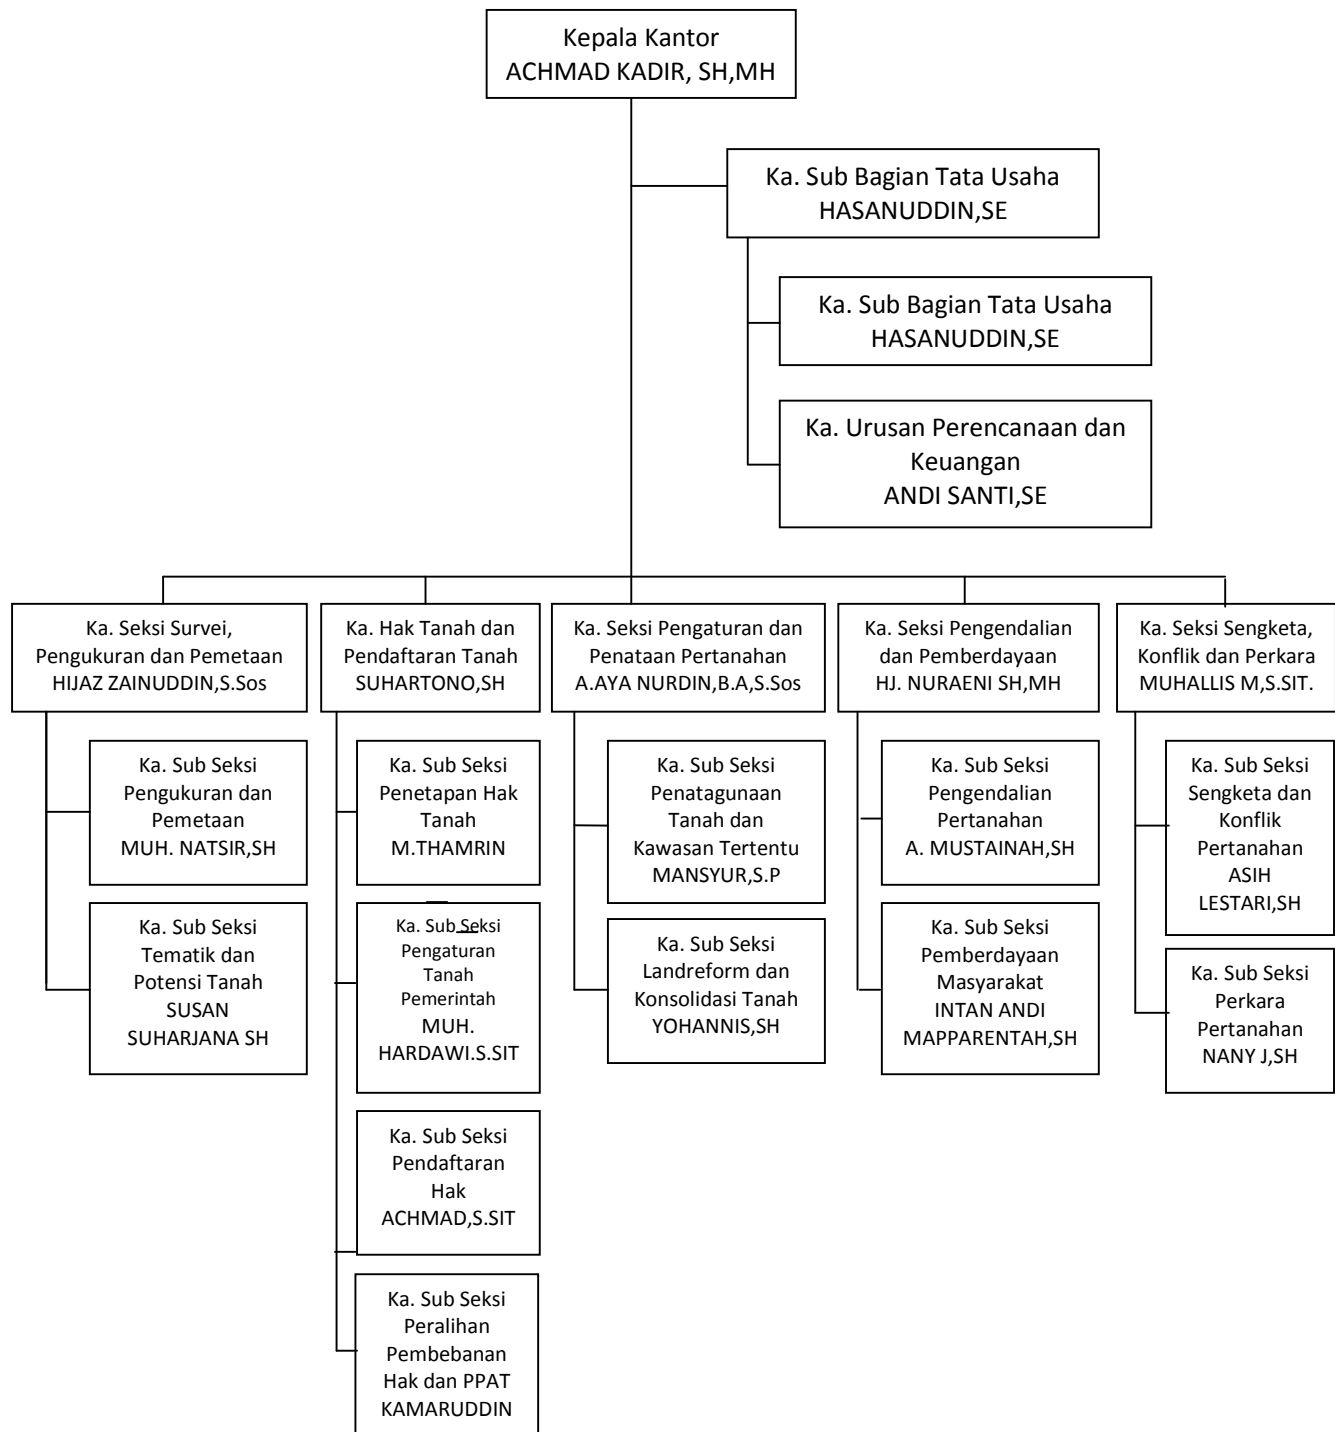 Kepala Kantor
ACHMAD KADIR, SH,MH
Ka. Sub Bagian Tata Usaha
HASANUDDIN,SE
Ka. Sub Bagian Tata Usaha
HASANUDDIN,SE
Ka. Urusan Perencanaan dan
Keuangan
ANDI SANTI,SE
Ka. Seksi Survei,
Pengukuran dan Pemetaan
HIJAZ ZAINUDDIN,S.Sos
Ka. Hak Tanah dan
Pendaftaran Tanah
SUHARTONO,SH
Ka. Seksi Pengaturan dan
Penataan Pertanahan
A.AYA NURDIN,B.A,S.Sos
Ka. Seksi Pengendalian
dan Pemberdayaan
HJ. NURAENI SH,MH
Ka. Seksi Sengketa,
Konflik dan Perkara
MUHALLIS M,S.SIT.
Ka. Sub Seksi
Pengukuran dan
Pemetaan
MUH. NATSIR,SH
Ka. Sub Seksi
Tematik dan
Potensi Tanah
SUSAN
SUHARJANA SH
Ka. Sub Seksi
Penetapan Hak
Tanah
M.THAMRIN
Ka. Sub Seksi
Pengaturan
Tanah
Pemerintah
MUH.
HARDAWI.S.SIT
Ka. Sub Seksi
Pendaftaran
Hak
ACHMAD,S.SIT
Ka. Sub Seksi
Peralihan
Pembebanan
Hak dan PPAT
KAMARUDDIN
Ka. Sub Seksi
Penatagunaan
Tanah dan
Kawasan Tertentu
MANSYUR,S.P
Ka. Sub Seksi
Landreform dan
Konsolidasi Tanah
YOHANNIS,SH
Ka. Sub Seksi
Pengendalian
Pertanahan
A. MUSTAINAH,SH
Ka. Sub Seksi
Pemberdayaan
Masyarakat
INTAN ANDI
MAPPARENTAH,SH
Ka. Sub Seksi
Sengketa dan
Konflik
Pertanahan
ASIH
LESTARI,SH
Ka. Sub Seksi
Perkara
Pertanahan
NANY J,SH